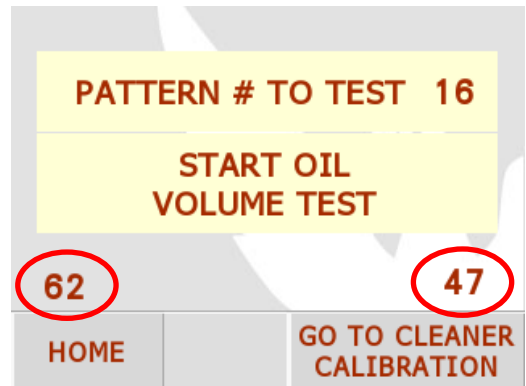 PATTERN # TO TEST 16
START OIL
VOLUME TEST
62 47
HOME GO TO CLEANER
CALIBRATION